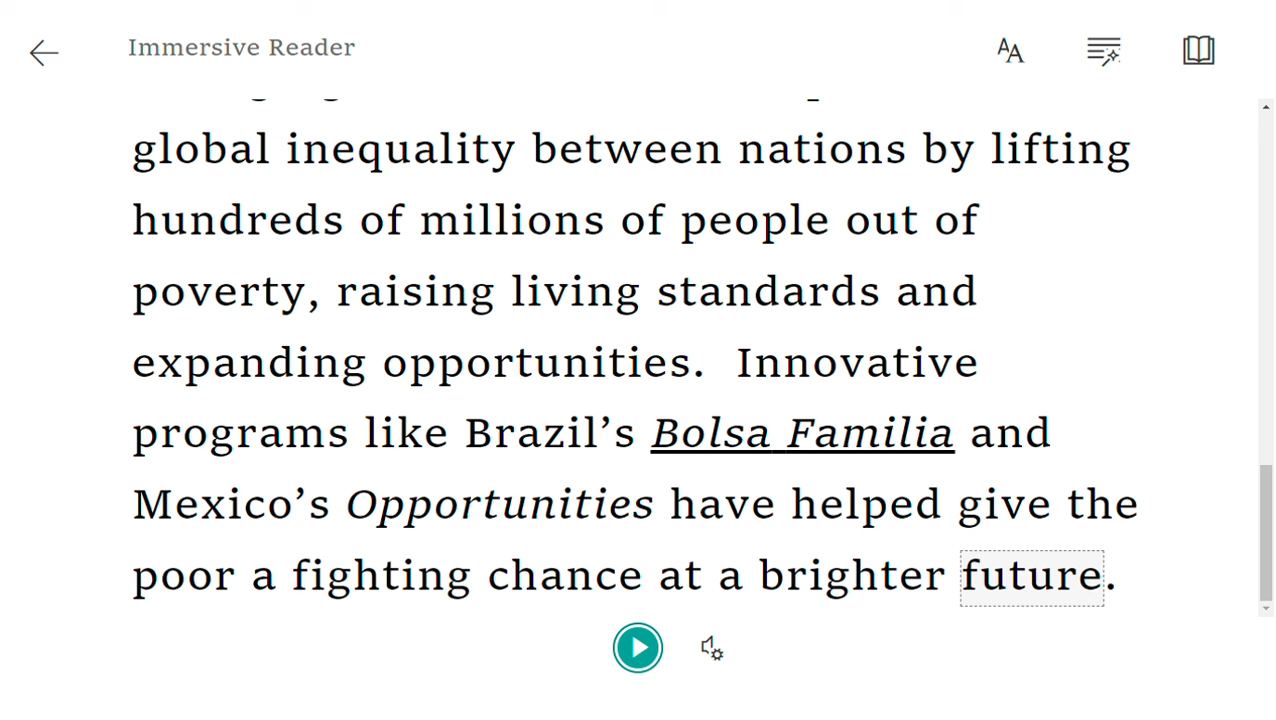 Immersive Reader
global inequality between nations by lifting
hundreds of millions of people out of
poverty, raising living standards and
expanding opportunities.  Innovative
programs like Brazil’s Bolsa Familia and
Mexico’s Opportunities have helped give the
poor a fighting chance at a brighter future.